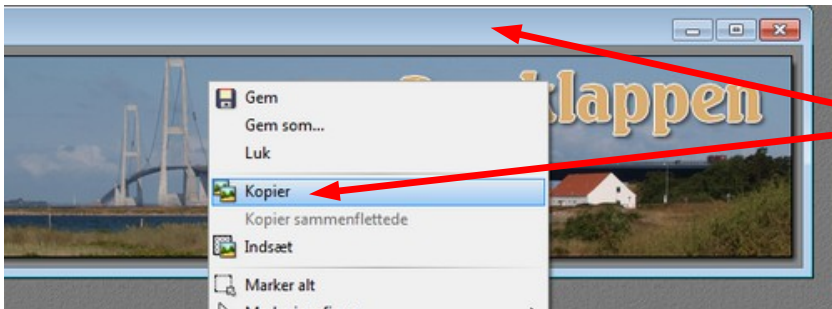 klappen
Gem
Gem som...
Luk
Kopier
Kopier sammenflettede
Indsæt
Marker alt